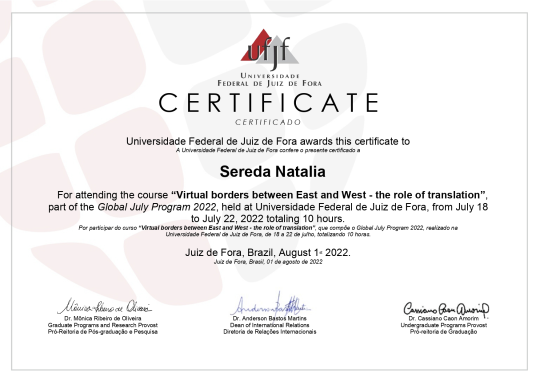 ufjf
UNIVERSIDADE
FEDERAL DE JUIZ DE FORA
CERTIFICATE
CERTIFICADO
Universidade Federal de Juiz de Fora awards this certificate to
A Universidade Federal de Juiz de Fora confere o presente certificado a
Sereda Natalia
For attending the course “Virtual borders between East and West - the role of translation”,
part of the Global July Program 2022, held at Universidade Federal de Juiz de Fora, from July 18
to July 22, 2022 totaling 10 hours.
Por participar do curso “Virtual borders between East and West - the role of translation”, que compõe o Global July Program 2022, realizado na
Universidade Federal de Juiz de Fora, de 18 a 22 de julho, totalizando 10 horas.
Juiz de Fora, Brazil, August 1º 2022.
Juiz de Fora, Brasil, 01 de agosto de 2022
Mônica Ribeiro de Oliveira
Cassiano Caon Amorim
Dr. Mônica Ribeiro de Oliveira
Graduate Programs and Research Provost
Pró-Reitoria de Pós-graduação e Pesquisa
Dr. Anderson Bastos Martins
Dean of International Relations
Diretoria de Relações Internacionais
Dr. Cassiano Caon Amorim
Undergraduate Programs Provost
Pró-reitoria de Graduação